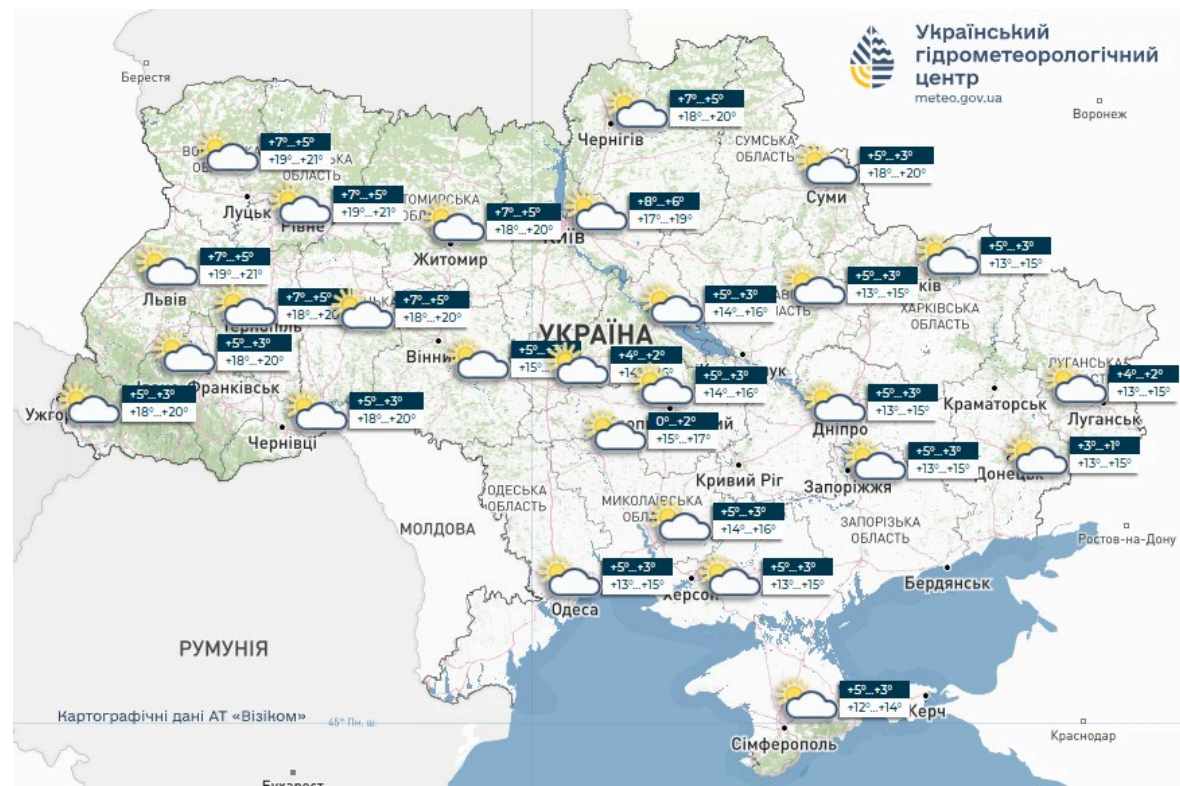 Український
гідрометеорологічний
центр
meteo.gov.ua
Берестя
Воронеж
+7°...+5°
+18°...+20°
Чернігів
СУМСЬКА
ОБЛАСТЬ
+7°...+5°
+19°...+21°
ОБЛАСТЬ
+5°...+3°
+18°...+20°
Суми
+7°...+5°
+19°...+21°
Луцьк
Рівне
+7°...+5°
+18°...+20°
Житомир
+8°...+6°
+17°...+19°
Київ
+7°...+5°
+19°...+21°
Львів
+5°...+3°
+13°...+15°
+5°...+3°
+13°...+15°
ХАРКІВСЬКА
ОБЛАСТЬ
+7°...+5°
Тернопіль
+7°...+5°
+18°...+20°
+5°...+3°
+14°...+16°
УКРАЇНА
+5°...+3°
+18°...+20°
Франківськ
+4°...+2°
+5°...+3°
+14°...+16°
+5°...+3°
+18°...+20°
+5°...+3°
+18°...+20°
Чернівці
0°...+2°
+15°...+17°
+5°...+3°
+13°...+15°
Дніпро
Краматорськ
+4°...+2°
+13°...+15°
Луганськ
+5°...+3°
+13°...+15°
Запоріжжя
+3°...+1°
+13°...+15°
Донецьк
Кривий Ріг
ОДЕСЬКА
ОБЛАСТЬ
МИКОЛАЇВСЬКА
+5°...+3°
+14°...+16°
ЗАПОРІЗЬКА
ОБЛАСТЬ
МОЛДОВА
Ростов-на-Дону
+5°...+3°
+13°...+15°
Одеса
Херсон
+5°...+3°
+13°...+15°
Бердянськ
РУМУНІЯ
+5°...+3°
+12°...+14°
Керч
Сімферополь
Краснодар
Картографічні дані АТ «Візіком»
45° Пн. ш.
Бухарест